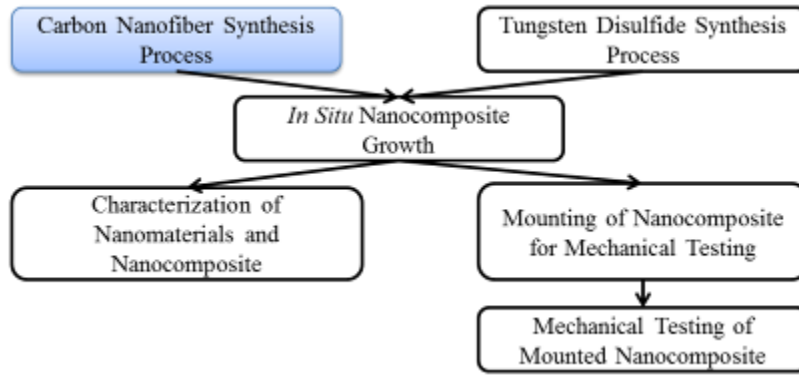 Carbon Nanofiber Synthesis
Process
Tungsten Disulfide Synthesis
Process
In Situ Nanocomposite
Growth
Characterization of
Nanomaterials and
Nanocomposite
Mounting of Nanocomposite
for Mechanical Testing
Mechanical Testing of
Mounted Nanocomposite